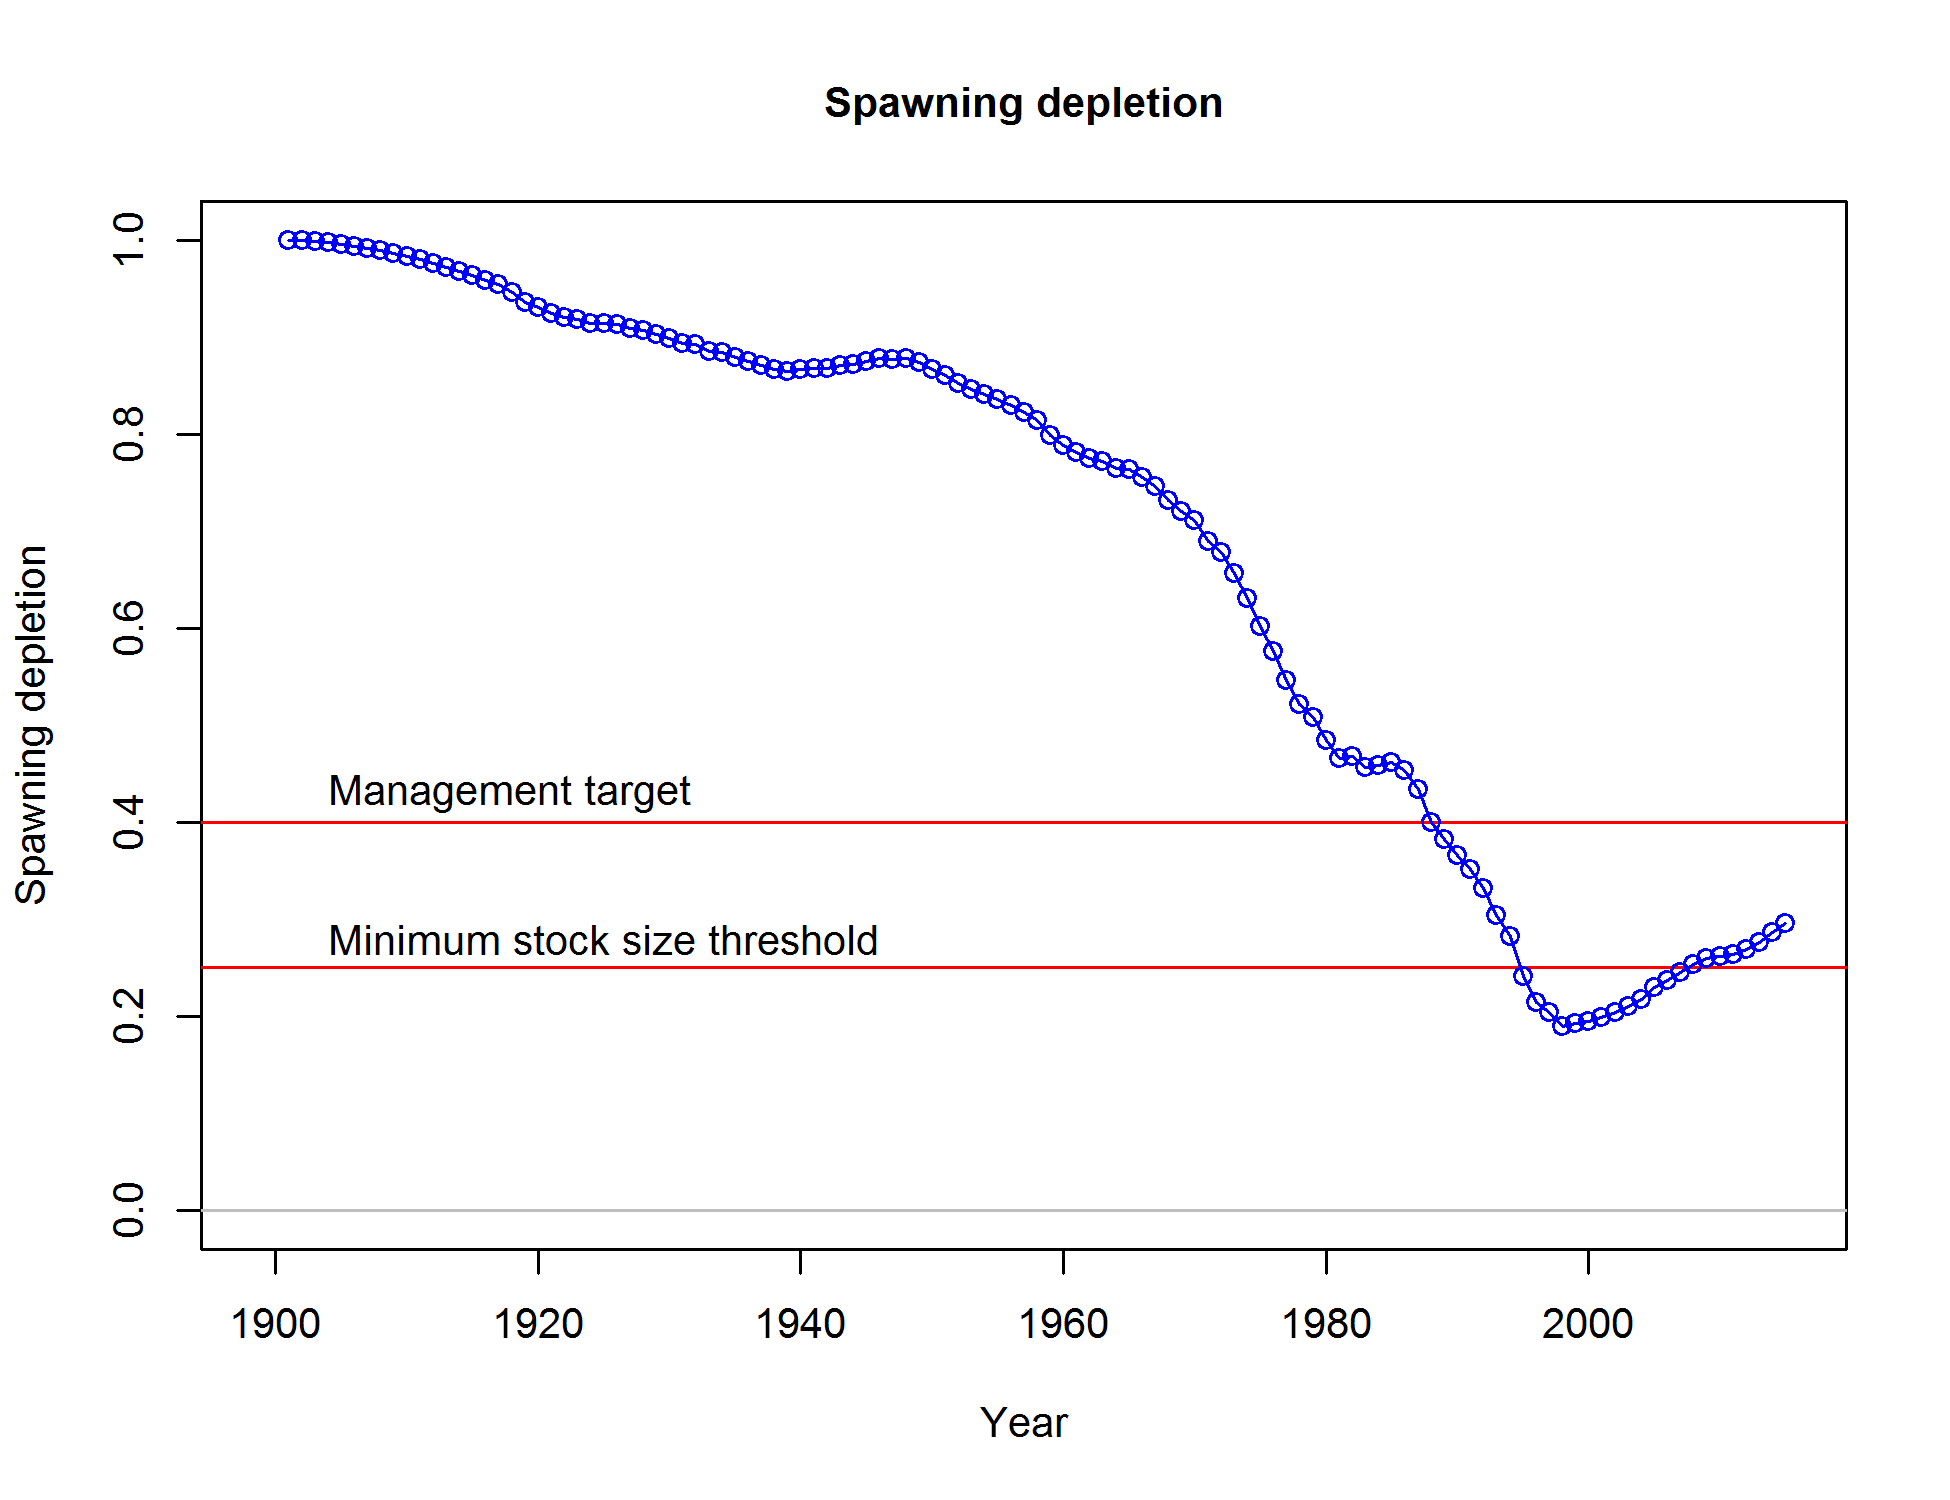 Spawning depletion
Spawning depletion
1.0
0.8
0.6
0.4
0.2
0.0
Management target
Minimum stock size threshold
1900 1920 1940 1960 1980 2000
Year